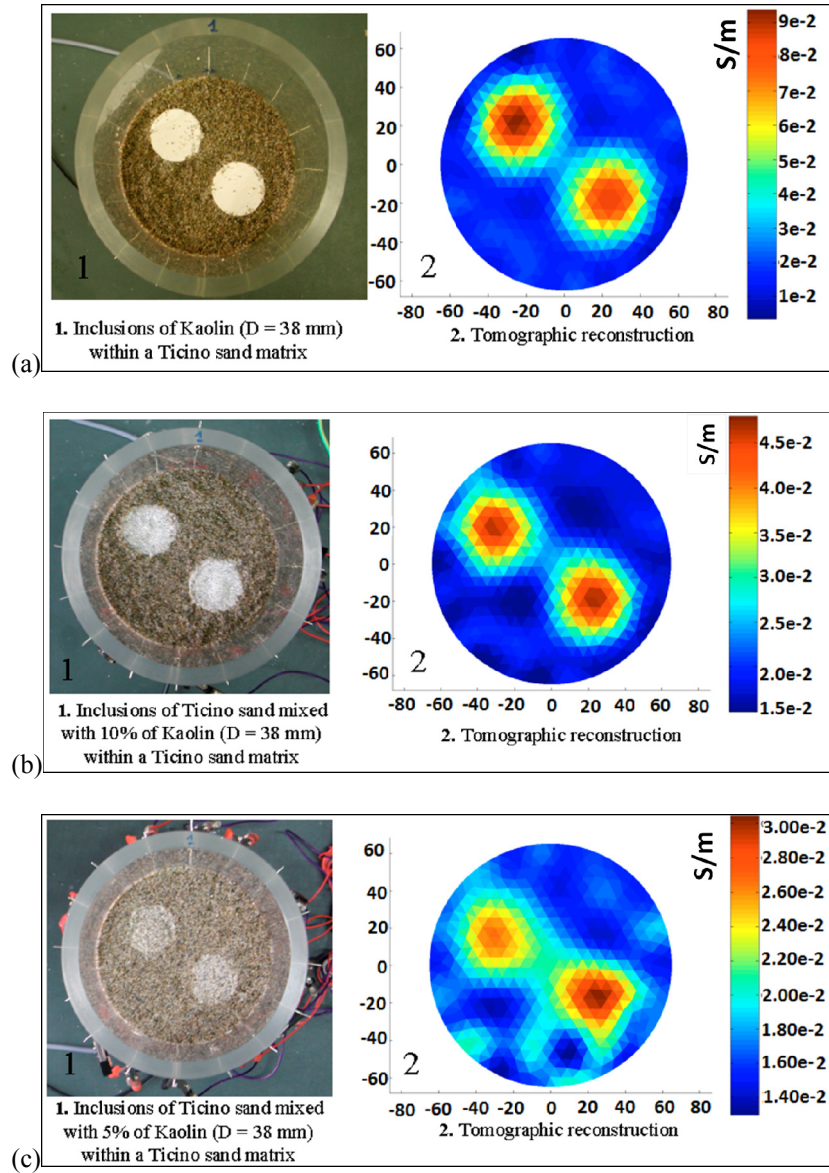 1
S/m
9e-2
8e-2
7e-2
6e-2
5e-2
4e-2
3e-2
2e-2
1e-2
60
40
20
0
-20
-40
-60
-80 -60 -40 -20 0 20 40 60 80
1
2
1. Inclusions of Kaolin (D = 38 mm)
within a Ticino sand matrix
2. Tomographic reconstruction
(a)
1
S/m
4.5e-2
4.0e-2
3.5e-2
3.0e-2
2.5e-2
2.0e-2
1.5e-2
60
40
20
0
-20
-40
-60
-80 -60 -40 -20 0 20 40 60 80
1
2
1. Inclusions of Ticino sand mixed
with 10% of Kaolin (D = 38 mm)
within a Ticino sand matrix
2. Tomographic reconstruction
(b)
1
S/m
3.00e-2
2.80e-2
2.60e-2
2.40e-2
2.20e-2
2.00e-2
1.80e-2
1.60e-2
1.40e-2
60
40
20
0
-20
-40
-60
-80 -60 -40 -20 0 20 40 60 80
1
2
1. Inclusions of Ticino sand mixed
with 5% of Kaolin (D = 38 mm)
within a Ticino sand matrix
2. Tomographic reconstruction
(c)